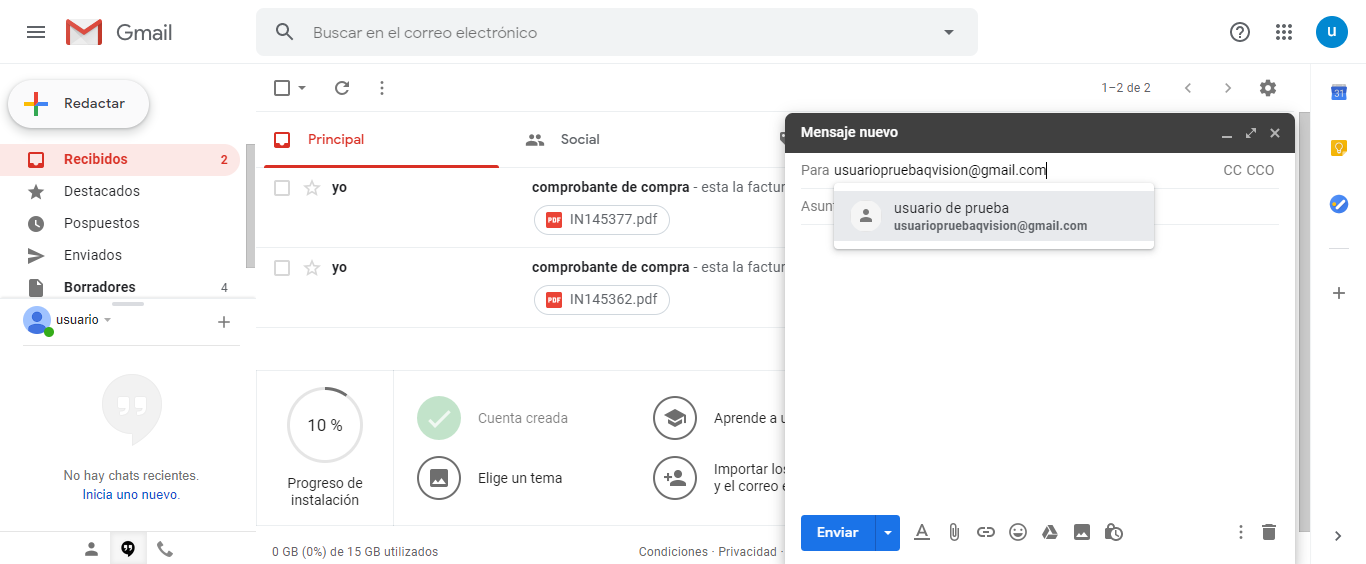 Gmail
Buscar en el correo electrónico
u
Redactar
1–2 de 2
31
Recibidos 2
Destacados
Pospuestos
Enviados
Borradores 4
Principal
Social
yo comprobante de compra - esta la factur
PDF IN145377.pdf
yo comprobante de compra - esta la factur
PDF IN145362.pdf
usuario
No hay chats recientes.
Inicia uno nuevo.
10 %
Progreso de
instalación
Cuenta creada
Elige un tema
Aprende a u
Importar los
y el correo e
0 GB (0%) de 15 GB utilizados
Condiciones · Privacidad ·
Mensaje nuevo
Para usuariopruebaqvision@gmail.com CC CCO
Asun
usuario de prueba
usuariopruebaqvision@gmail.com
Enviar